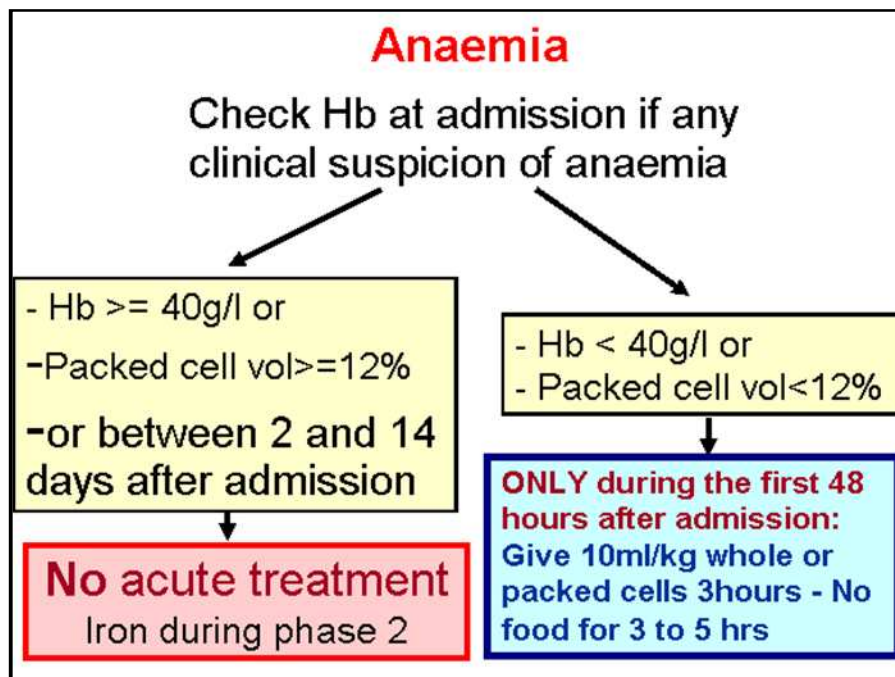 Anaemia
Check Hb at admission if any
clinical suspicion of anaemia
- Hb >= 40g/l or
-Packed cell vol>=12%
-or between 2 and 14
days after admission
No acute treatment
Iron during phase 2
- Hb < 40g/l or
- Packed cell vol<12%
ONLY during the first 48
hours after admission:
Give 10ml/kg whole or
packed cells 3hours - No
food for 3 to 5 hrs